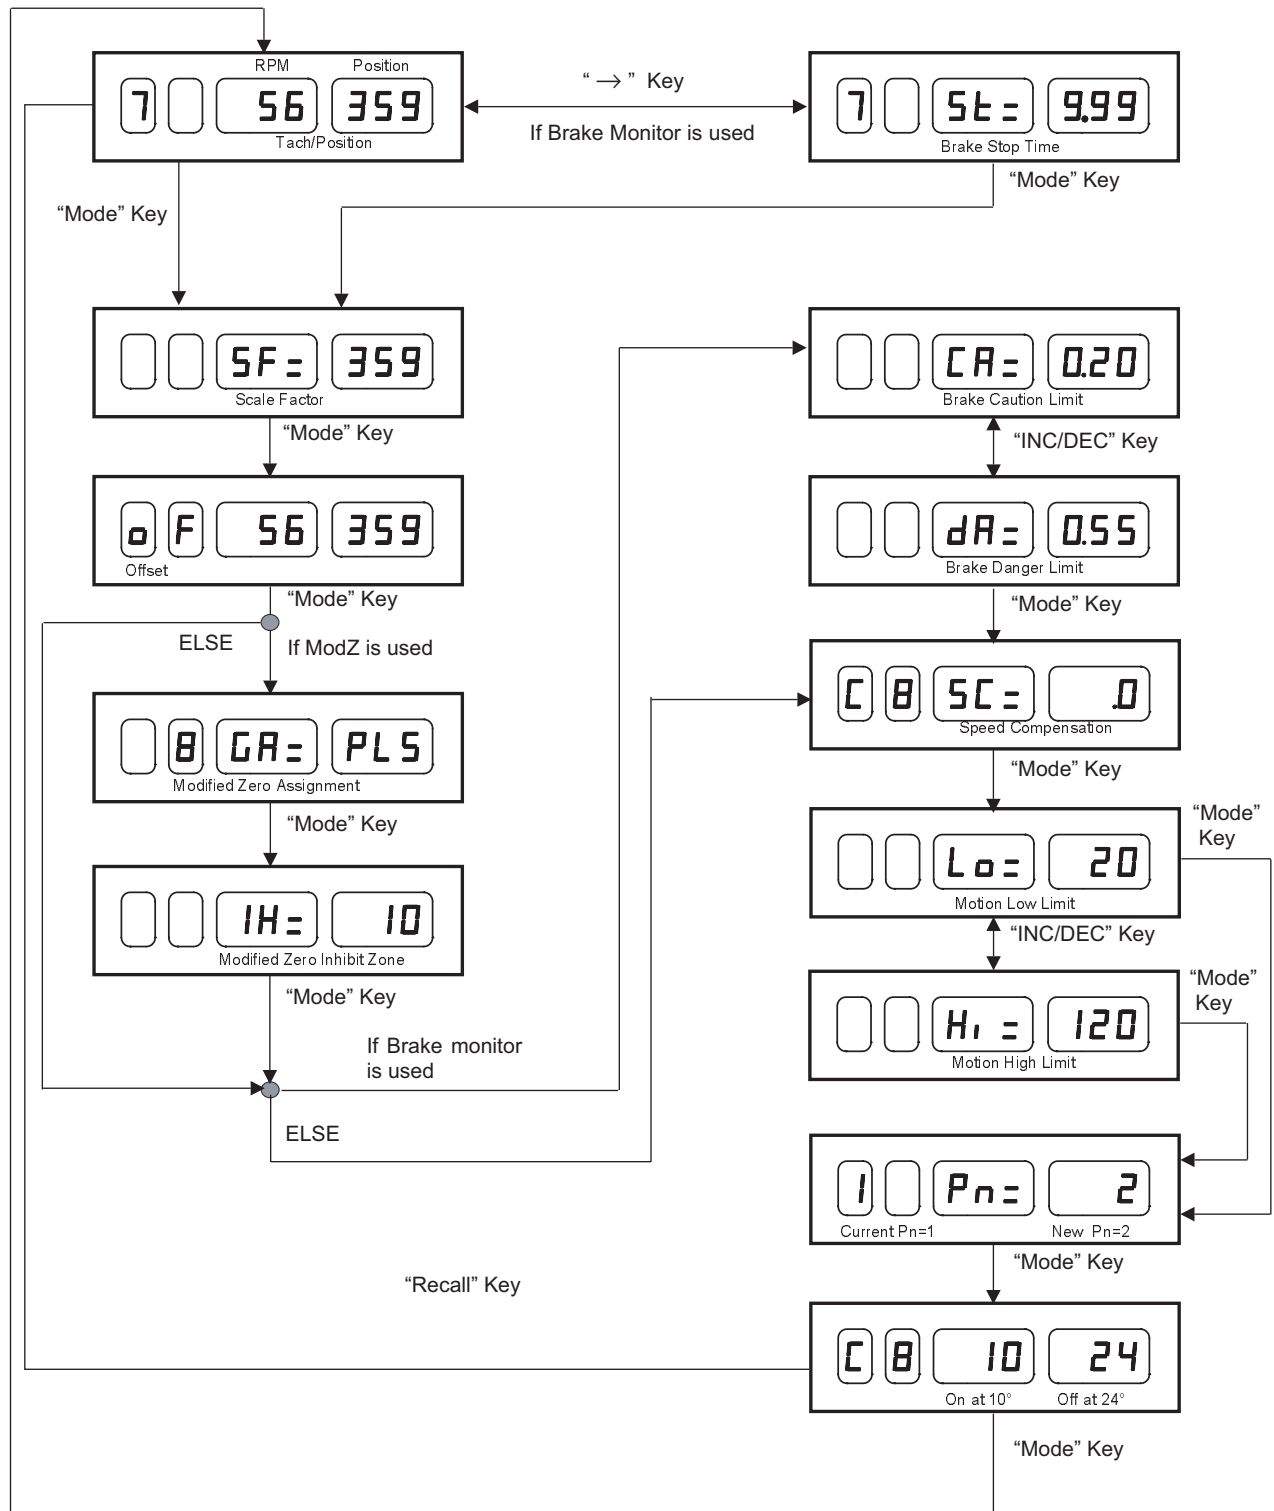 RPM Position
7 56 359
Tach/Position
“ → ” Key
If Brake Monitor is used
7 St= 9.99
Brake Stop Time
“Mode” Key
“Mode” Key
SF= 359
Scale Factor
“Mode” Key
oF 56 359
Offset
“Mode” Key
ELSE
If ModZ is used
8 GA= PLS
Modified Zero Assignment
“Mode” Key
IH= 10
Modified Zero Inhibit Zone
“Mode” Key
If Brake monitor
is used
ELSE
CA= 0.20
Brake Caution Limit
“INC/DEC” Key
dA= 0.55
Brake Danger Limit
“Mode” Key
C 8 SC= .0
Speed Compensation
“Mode” Key
Lo= 20
Motion Low Limit
“Mode”
Key
“INC/DEC” Key
Hi = 120
Motion High Limit
“Mode”
Key
1 Pn= 2
Current Pn=1 New Pn=2
“Mode” Key
“Recall” Key
C 8 10 24
On at 10° Off at 24°
“Mode” Key